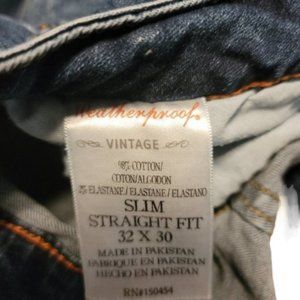 Weatherproof
VINTAGE
98% COTTON/
COTON/ALGODON
2% ELASTANE/ELASTANE/ELASTANO
SLIM
STRAIGHT FIT
32 X 30
MADE IN PAKISTAN
FABRIQUE EN PAKISTAN
HECHO EN PAKISTAN
RN#150454